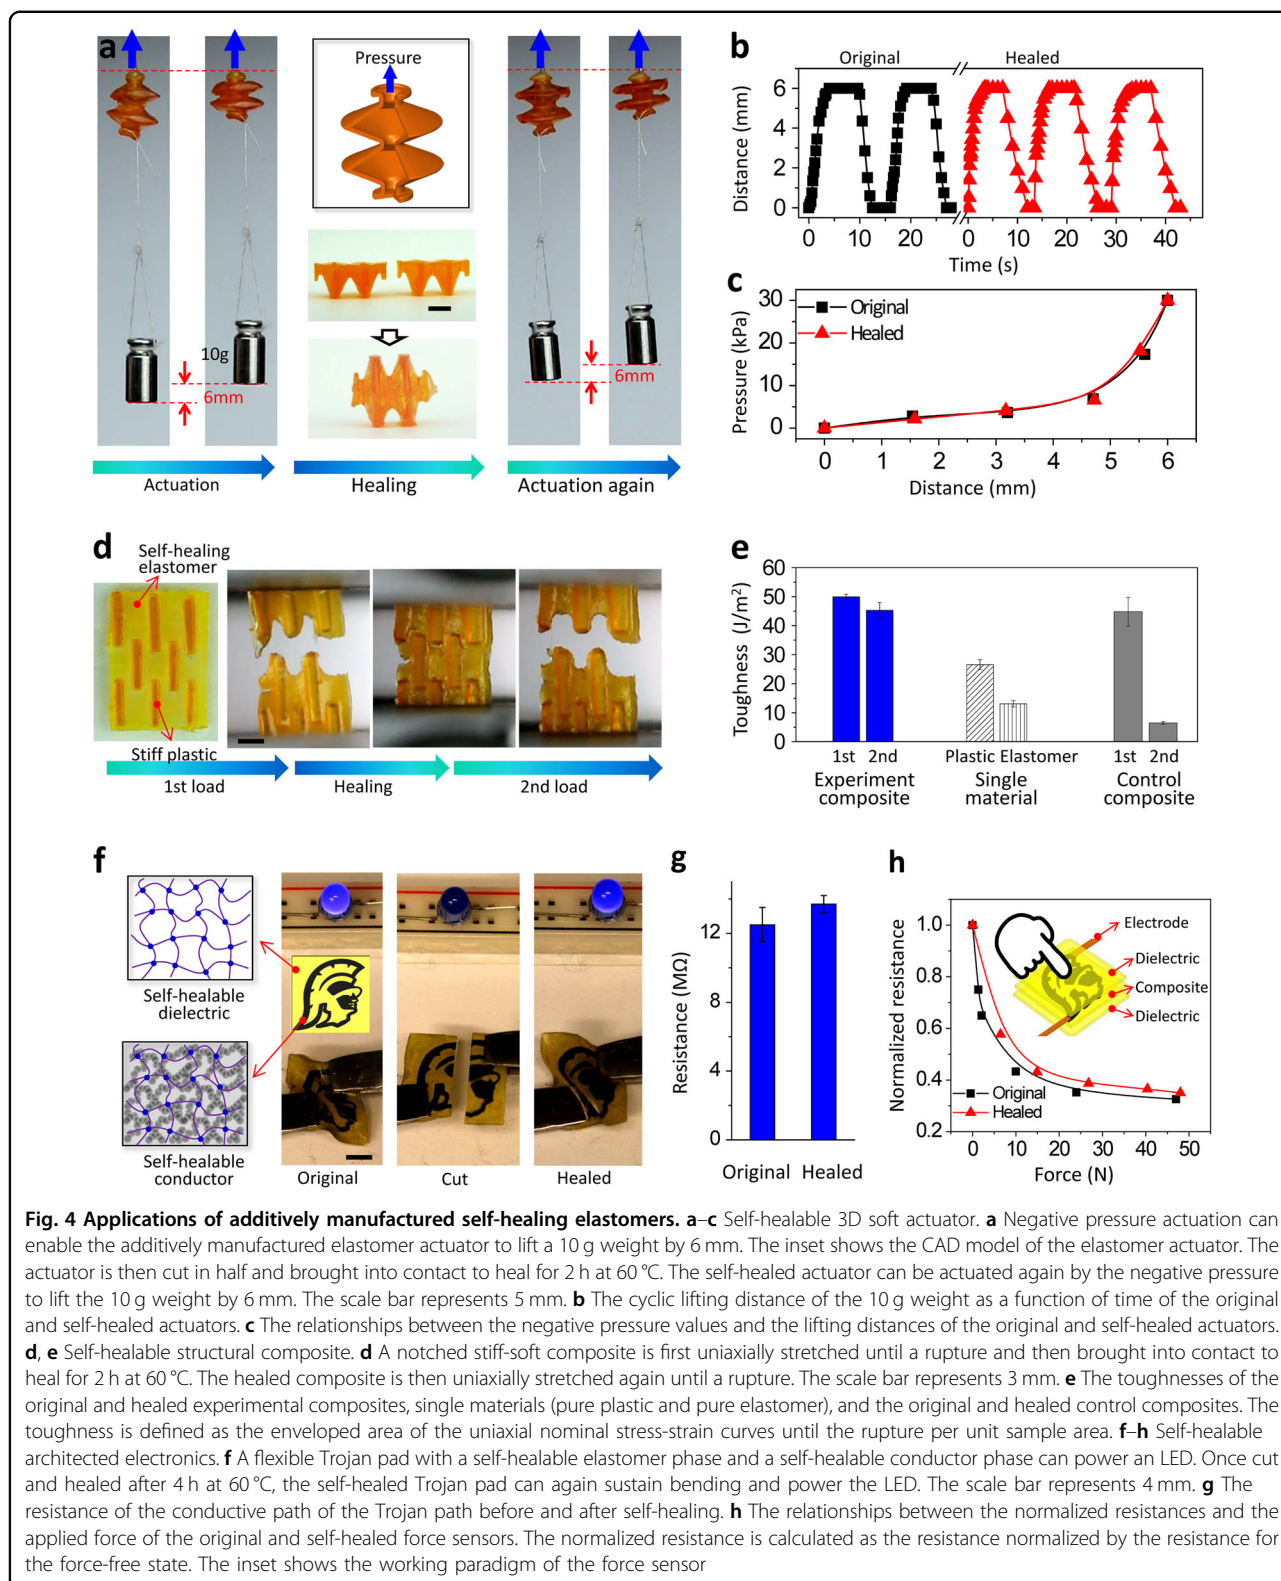 a
Pressure
10g
6mm
6mm
Actuation
Healing
Actuation again
b
Original
Healed
Distance (mm)
6
4
2
0
0 10 20 0 10 20 30 40
Time (s)
c
Pressure (kPa)
30
20
10
0
Original
Healed
0 1 2 3 4 5 6
Distance (mm)
d
Self-healing
elastomer
Stiff plastic
1st load
Healing
2nd load
e
Toughness (J/m²)
60
50
40
30
20
10
0
1st 2nd Plastic Elastomer 1st 2nd
Experiment
composite
Single
material
Control
composite
f
Self-healable
dielectric
Self-healable
conductor
Original
Cut
Healed
g
Resistance (MΩ)
12
8
4
0
Original Healed
h
Normalized resistance
1.0
0.8
0.6
0.4
0.2
Electrode
Dielectric
Composite
Dielectric
Original
Healed
0 10 20 30 40 50
Force (N)
Fig. 4 Applications of additively manufactured self-healing elastomers. a–c Self-healable 3D soft actuator. a Negative pressure actuation can
enable the additively manufactured elastomer actuator to lift a 10 g weight by 6 mm. The inset shows the CAD model of the elastomer actuator. The
actuator is then cut in half and brought into contact to heal for 2 h at 60 °C. The self-healed actuator can be actuated again by the negative pressure
to lift the 10 g weight by 6 mm. The scale bar represents 5 mm. b The cyclic lifting distance of the 10 g weight as a function of time of the original
and self-healed actuators. c The relationships between the negative pressure values and the lifting distances of the original and self-healed actuators.
d, e Self-healable structural composite. d A notched stiff-soft composite is first uniaxially stretched until a rupture and then brought into contact to
heal for 2 h at 60 °C. The healed composite is then uniaxially stretched again until a rupture. The scale bar represents 3 mm. e The toughnesses of the
original and healed experimental composites, single materials (pure plastic and pure elastomer), and the original and healed control composites. The
toughness is defined as the enveloped area of the uniaxial nominal stress-strain curves until the rupture per unit sample area. f–h Self-healable
architected electronics. f A flexible Trojan pad with a self-healable elastomer phase and a self-healable conductor phase can power an LED. Once cut
and healed after 4 h at 60 °C, the self-healed Trojan pad can again sustain bending and power the LED. The scale bar represents 4 mm. g The
resistance of the conductive path of the Trojan path before and after self-healing. h The relationships between the normalized resistances and the
applied force of the original and self-healed force sensors. The normalized resistance is calculated as the resistance normalized by the resistance for
the force-free state. The inset shows the working paradigm of the force sensor